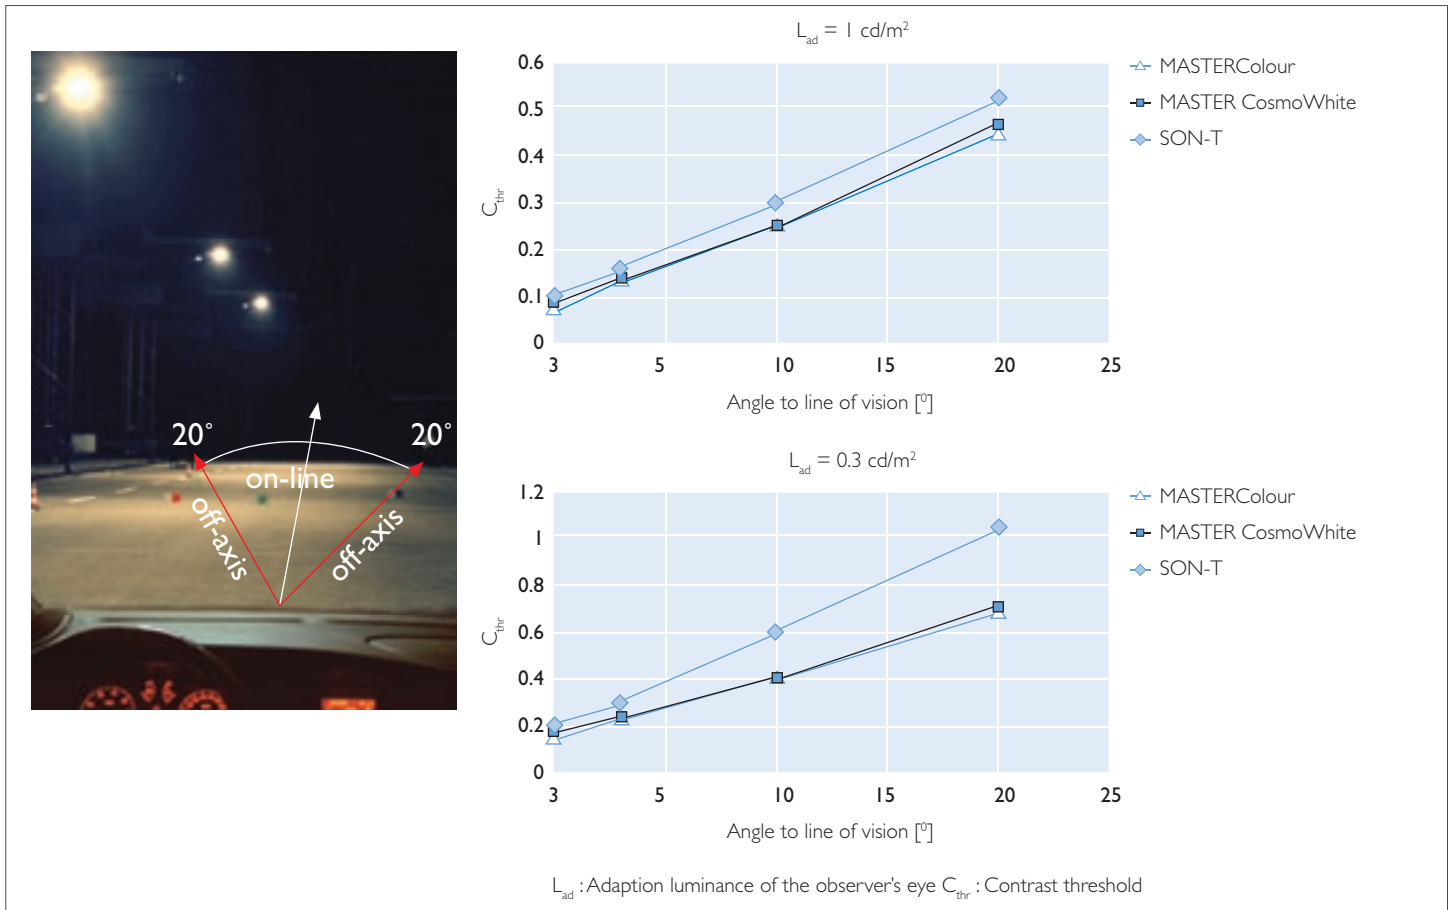 20°
20°
on-line
off-axis
off-axis
L_ad = 1 cd/m²
0.6
0.5
0.4
0.3
0.2
0.1
0
C_thr
3
5
10
15
20
25
Angle to line of vision [⁰]
MASTERColour
MASTER CosmoWhite
SON-T
L_ad = 0.3 cd/m²
1.2
1
0.8
0.6
0.4
0.2
0
C_thr
3
5
10
15
20
25
Angle to line of vision [⁰]
MASTERColour
MASTER CosmoWhite
SON-T
L_ad : Adaption luminance of the observer's eye C_thr : Contrast threshold